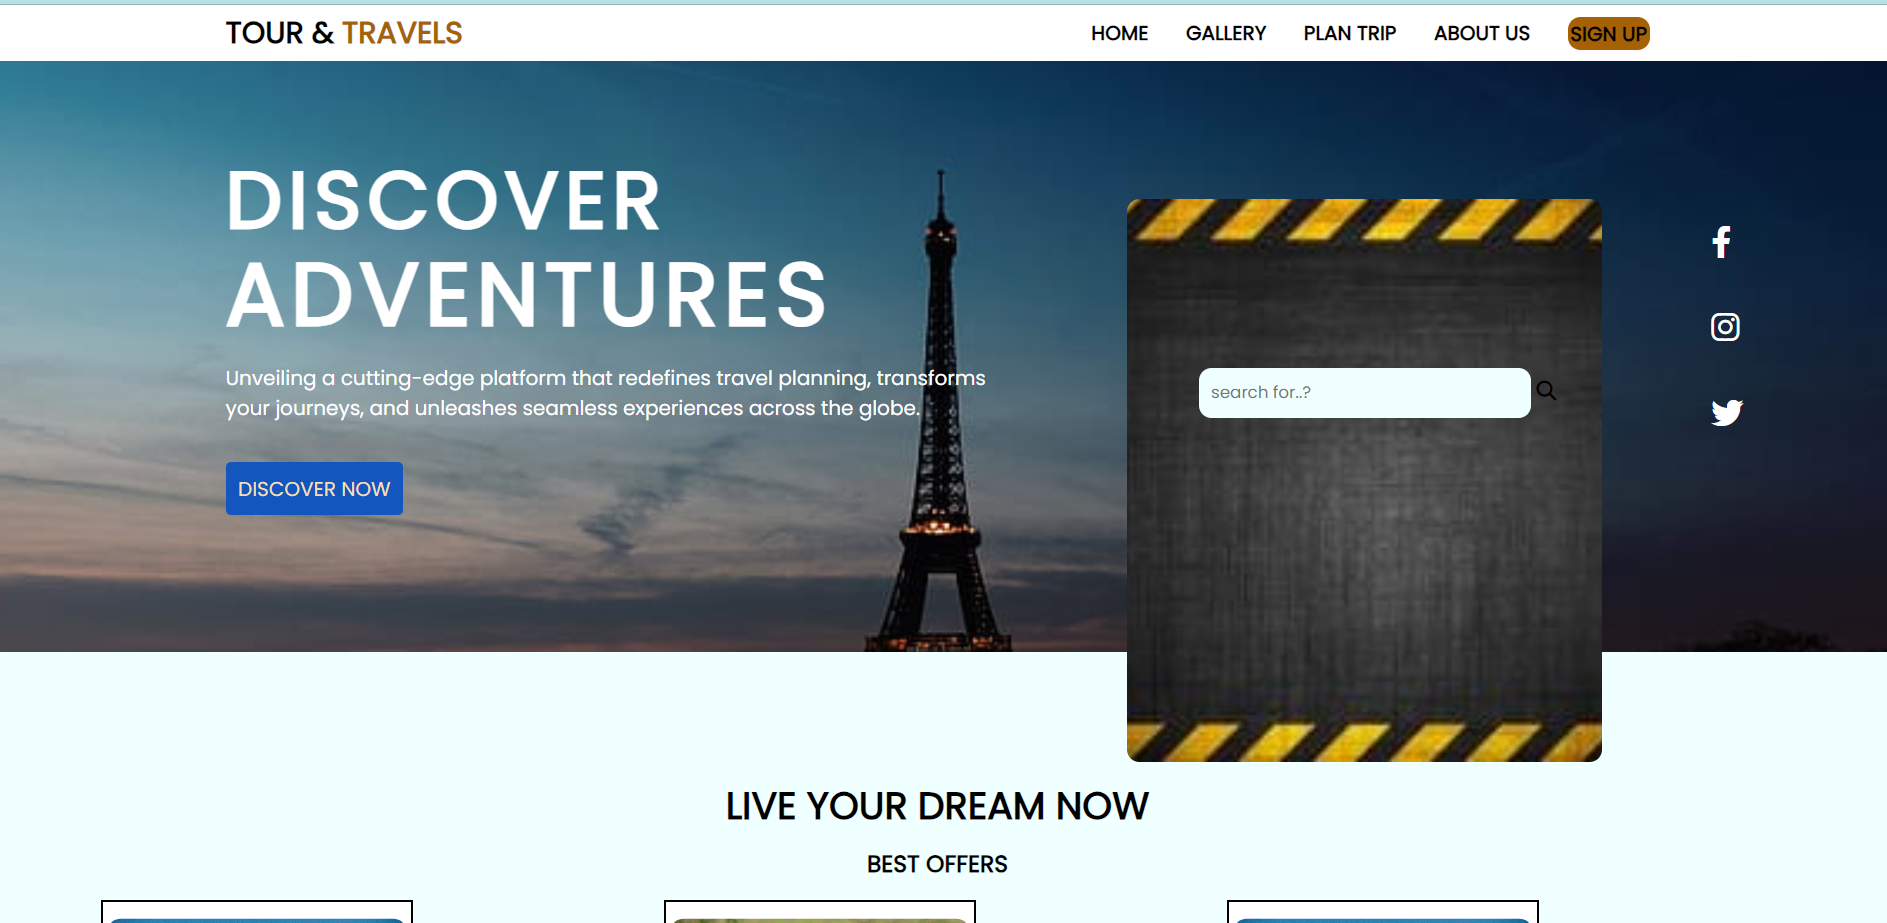 TOUR & TRAVELS
HOME
GALLERY
PLAN TRIP
ABOUT US
SIGN UP
DISCOVER
ADVENTURES
Unveiling a cutting-edge platform that redefines travel planning, transforms
your journeys, and unleashes seamless experiences across the globe.
DISCOVER NOW
search for..?
LIVE YOUR DREAM NOW
BEST OFFERS